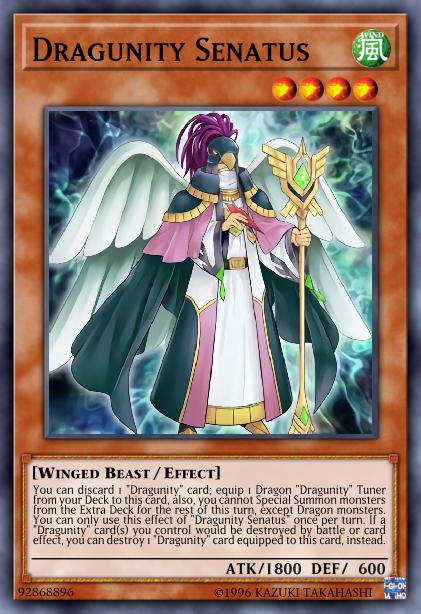 Dragunity Senatus
WIND
風
[Winged Beast / Effect]
You can discard 1 "Dragunity" card; equip 1 Dragon "Dragunity" Tuner
from your Deck to this card, also, you cannot Special Summon monsters
from the Extra Deck for the rest of this turn, except Dragon monsters.
You can only use this effect of "Dragunity Senatus" once per turn. If a
"Dragunity" card(s) you control would be destroyed by battle or card
effect, you can destroy 1 "Dragunity" card equipped to this card, instead.
ATK/1800 DEF/ 600
92868896
©1996 KAZUKI TAKAHASHI